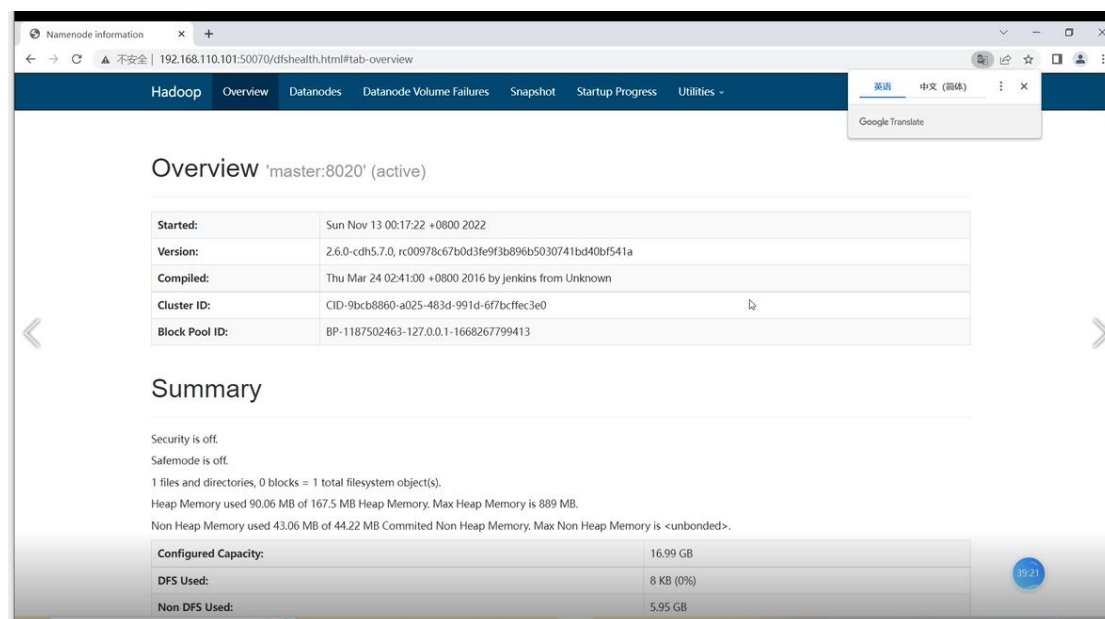 Namenode information
不安全 | 192.168.110.101:50070/dfshealth.html#tab-overview
Hadoop Overview Datanodes Datanode Volume Failures Snapshot Startup Progress Utilities
英语 中文 (简体)
Google Translate
Overview 'master:8020' (active)
Started: Sun Nov 13 00:17:22 +0800 2022
Version: 2.6.0-cdh5.7.0, rc00978c67b0d3fe9f3b896b5030741bd40bf541a
Compiled: Thu Mar 24 02:41:00 +0800 2016 by jenkins from Unknown
Cluster ID: CID-9bcb8860-a025-483d-991d-6f7bcffec3e0
Block Pool ID: BP-1187502463-127.0.0.1-1668267799413
Summary
Security is off.
Safemode is off.
1 files and directories, 0 blocks = 1 total filesystem object(s).
Heap Memory used 90.06 MB of 167.5 MB Heap Memory. Max Heap Memory is 889 MB.
Non Heap Memory used 43.06 MB of 44.22 MB Commited Non Heap Memory. Max Non Heap Memory is <unbonded>.
Configured Capacity: 16.99 GB
DFS Used: 8 KB (0%)
Non DFS Used: 5.95 GB
39:21